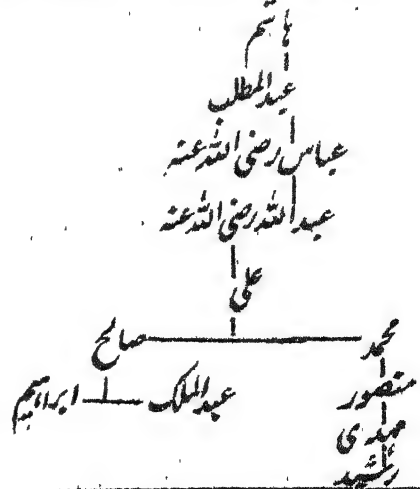 ہاشم
عبدالمطلب
عباس رضی اللہ عنہ
عبداللہ رضی اللہ عنہ
علی
محمد صالح
منصور عبدالملک ابراہیم
مہدی
رشید